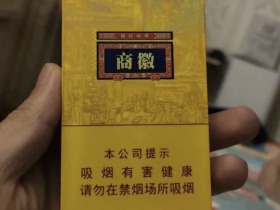 商徽
本公司提示
吸烟有害健康
请勿在禁烟场所吸烟